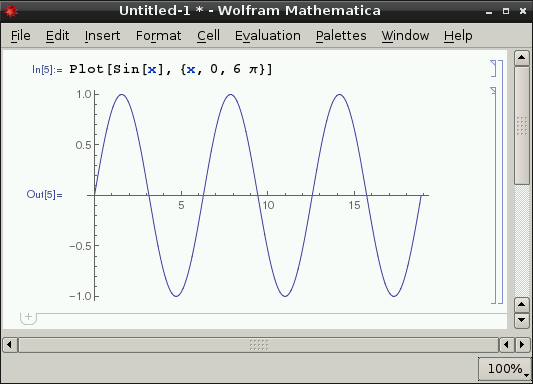 Untitled-1 * - Wolfram Mathematica
File Edit Insert Format Cell Evaluation Palettes Window Help
In[5]:= Plot[Sin[x], {x, 0, 6 π}]
1.0
0.5
Out[5]=
5 10 15
-0.5
-1.0
+
100%